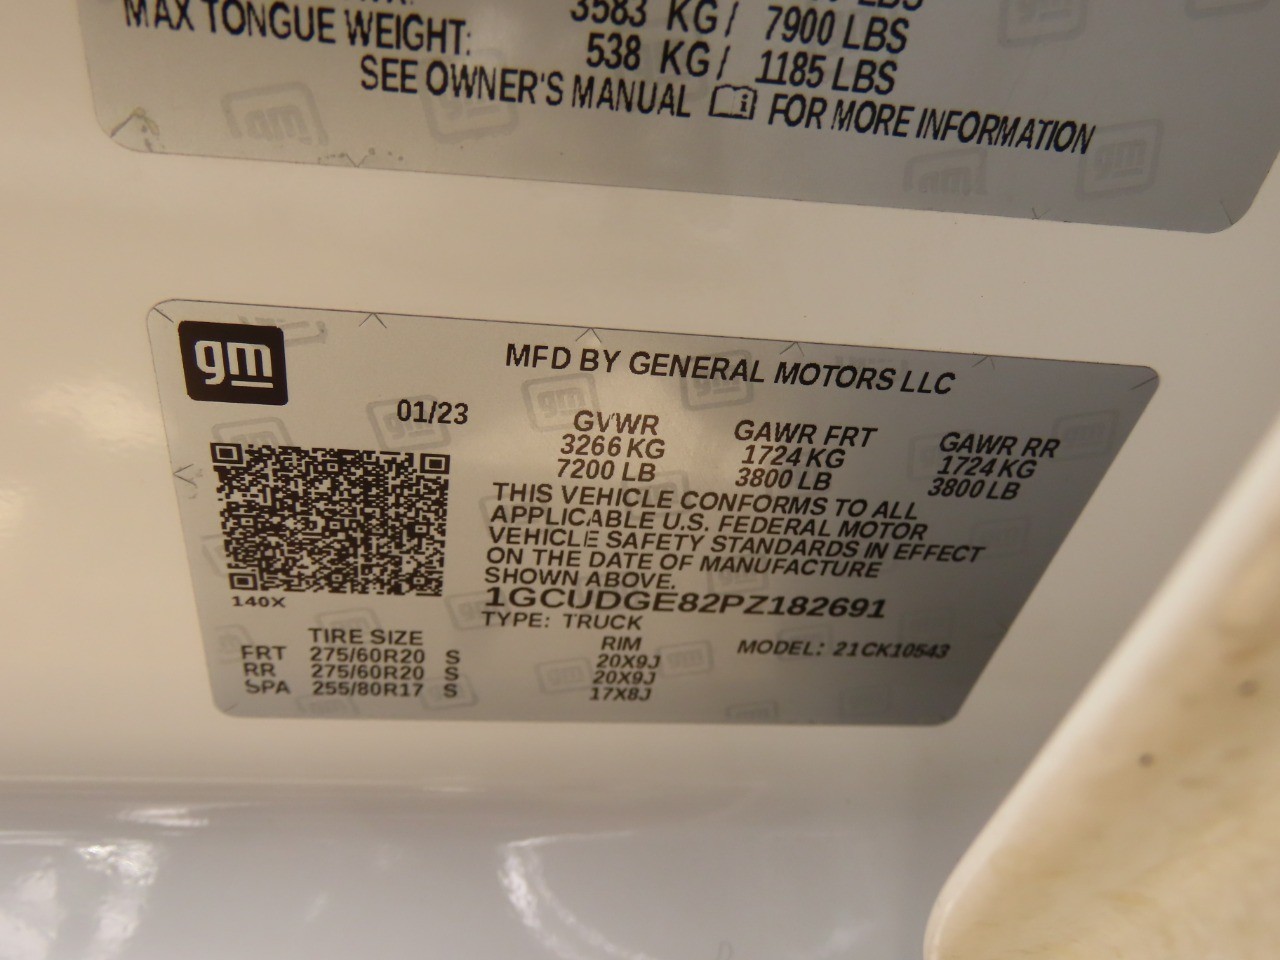 3583 KG / 7900 LBS
MAX TONGUE WEIGHT: 538 KG / 1185 LBS
SEE OWNER'S MANUAL FOR MORE INFORMATION
gm
MFD BY GENERAL MOTORS LLC
01/23
GVWR GAWR FRT GAWR RR
3266 KG 1724 KG 1724 KG
7200 LB 3800 LB 3800 LB
THIS VEHICLE CONFORMS TO ALL
APPLICABLE U.S. FEDERAL MOTOR
VEHICLE SAFETY STANDARDS IN EFFECT
ON THE DATE OF MANUFACTURE
SHOWN ABOVE.
140X
1GCUDGE82PZ182691
TYPE: TRUCK
TIRE SIZE RIM MODEL: 21CK10543
FRT 275/60R20 S 20X9J
RR 275/60R20 S 20X9J
SPA 255/80R17 S 17X8J